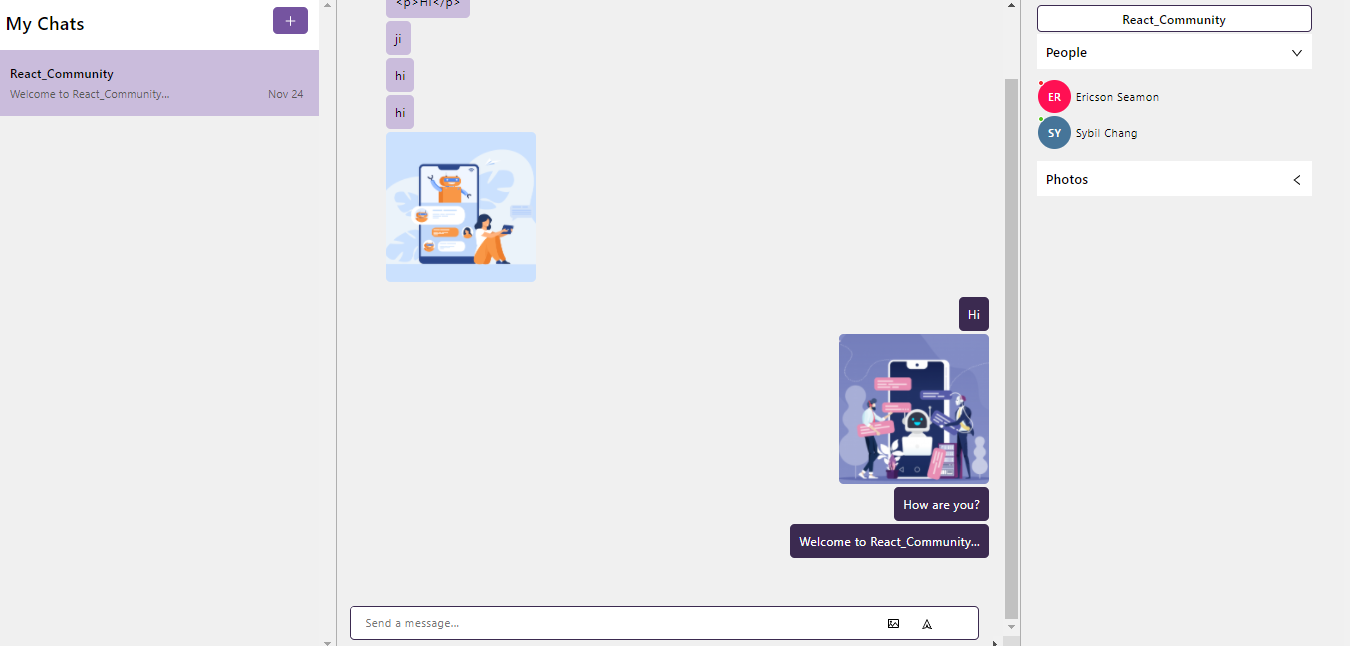 My Chats
+
React_Community
Welcome to React_Community...
Nov 24
<p>Hi</p>
ji
hi
hi
Hi
How are you?
Welcome to React_Community...
Send a message...
React_Community
People
ER
Ericson Seamon
SY
Sybil Chang
Photos